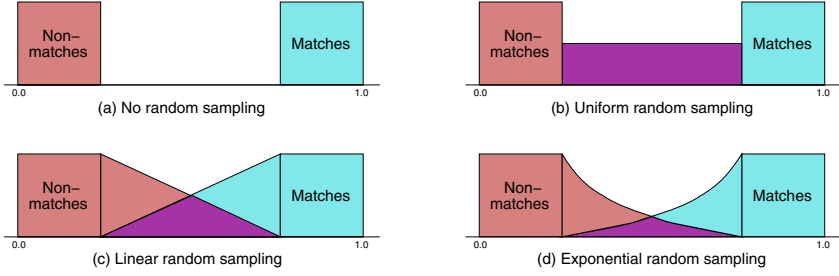 Non-
matches
Matches
0.0
1.0
(a) No random sampling
Non-
matches
Matches
0.0
1.0
(b) Uniform random sampling
Non-
matches
Matches
0.0
1.0
(c) Linear random sampling
Non-
matches
Matches
0.0
1.0
(d) Exponential random sampling